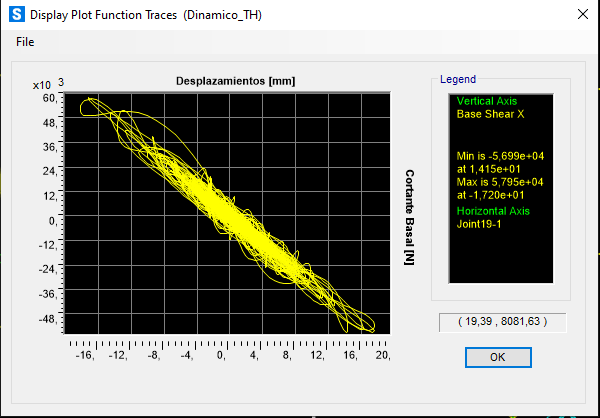 S Display Plot Function Traces (Dinamico_TH)
File
Desplazamientos [mm]
x10 3
60,
48,
36,
24,
12,
0,
-12,
-24,
-36,
-48,
-16, -12, -8, -4, 0, 4, 8, 12, 16, 20,
Cortante Basal [N]
Legend
Vertical Axis
Base Shear X
Min is -5,699e+04
at 1,415e+01
Max is 5,795e+04
at -1,720e+01
Horizontal Axis
Joint19-1
( 19,39 , 8081,63 )
OK